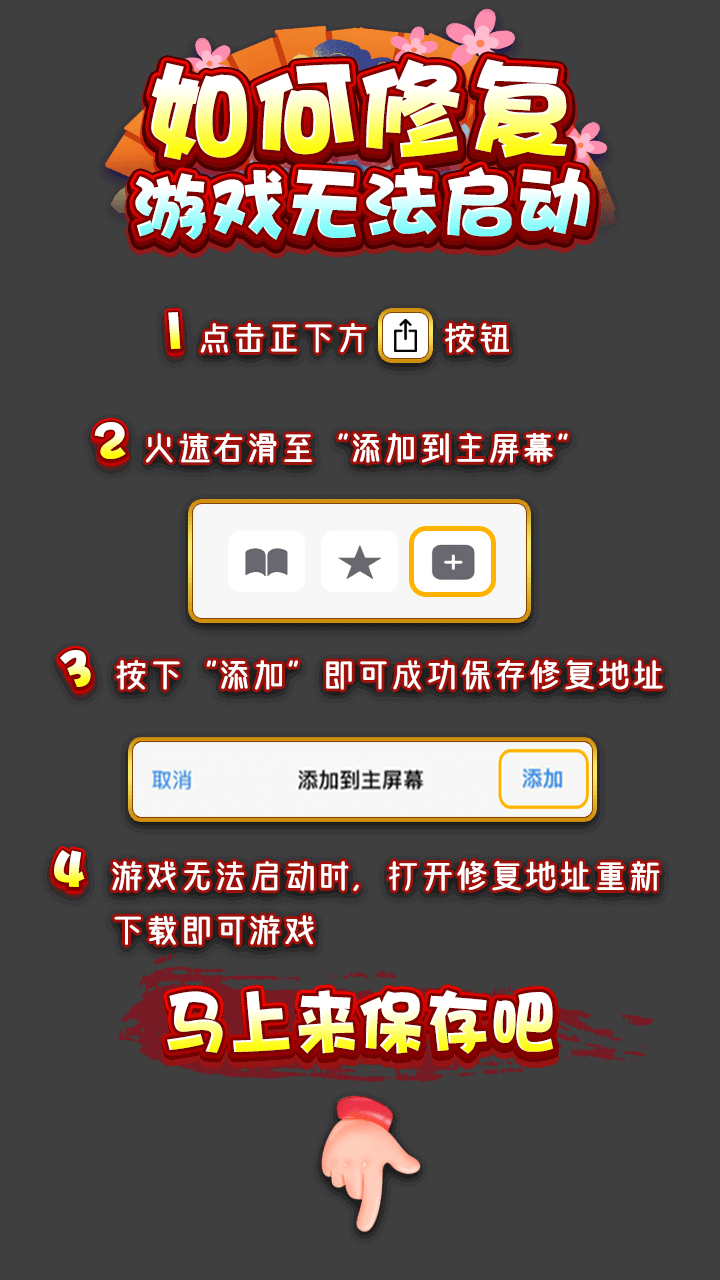 如何修复
游戏无法启动
1 点击正下方 按钮
2 火速右滑至“添加到主屏幕”
3 按下“添加”即可成功保存修复地址
取消 添加到主屏幕 添加
4 游戏无法启动时，打开修复地址重新
下载即可游戏
马上来保存吧